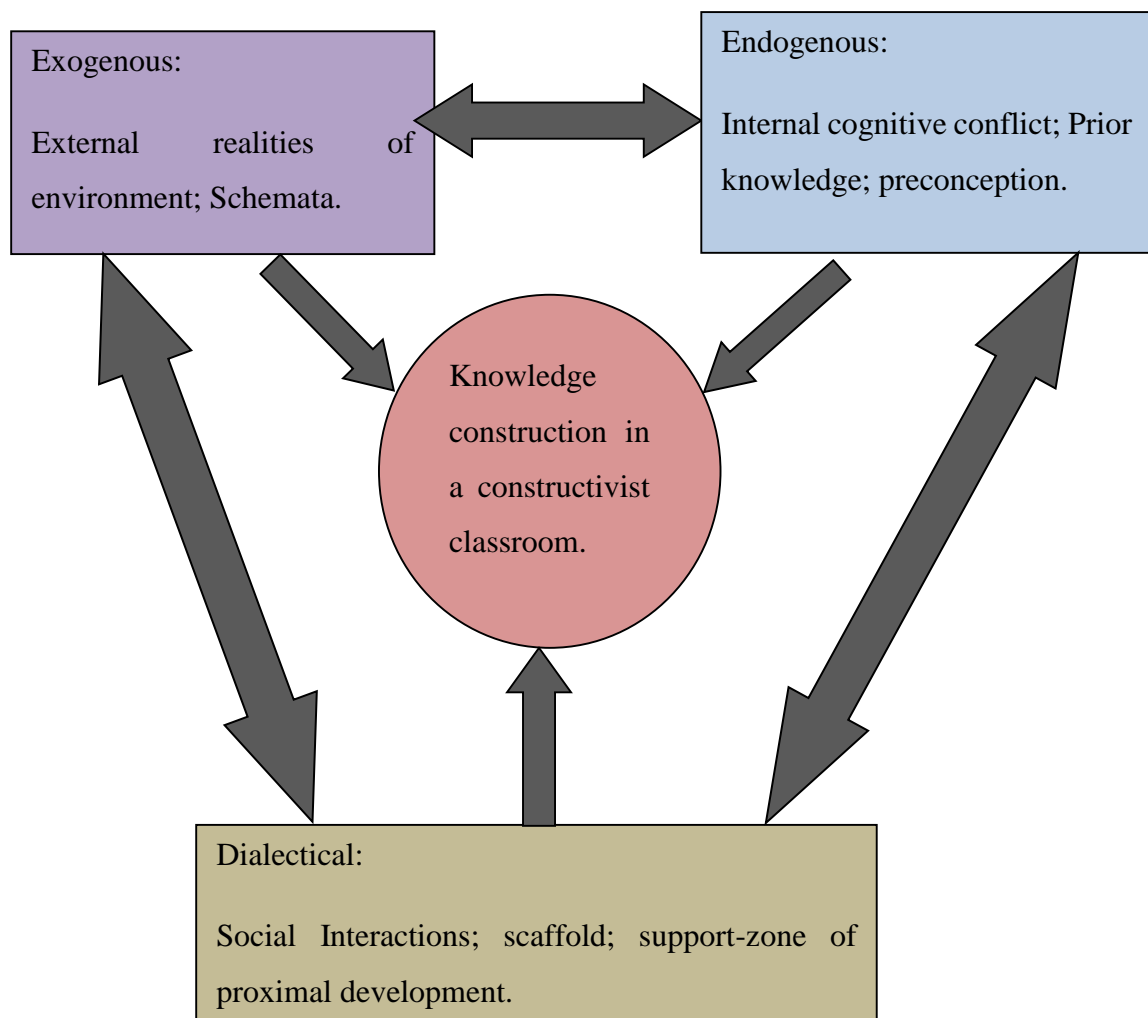 Exogenous:
External realities of
environment; Schemata.
Endogenous:
Internal cognitive conflict; Prior
knowledge; preconception.
Knowledge
construction in
a constructivist
classroom.
Dialectical:
Social Interactions; scaffold; support-zone of
proximal development.